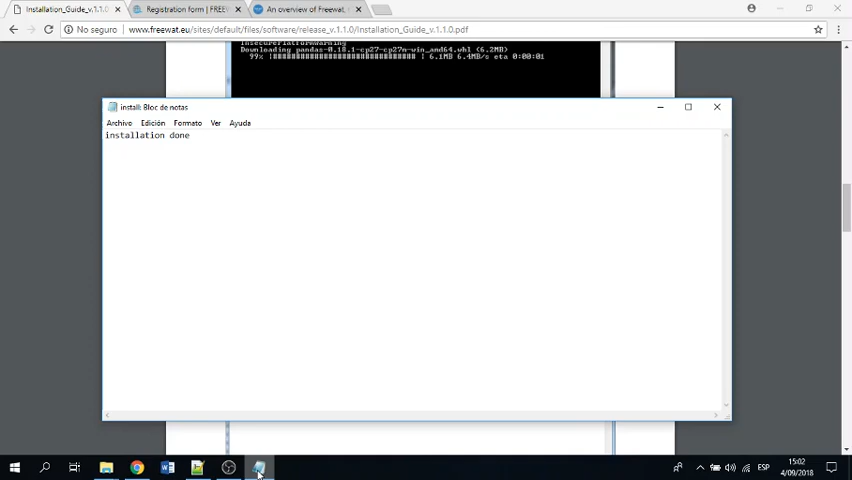 Installation_Guide_v.1.1.0
Registration form | FREEW
An overview of Freewat,
No seguro
www.freewat.eu/sites/default/files/software/release_v.1.1.0/Installation_Guide_v.1.1.0.pdf
InsecurePlatformWarning
Downloading pandas-0.18.1-cp27-cp27m-win_amd64.whl (6.2MB)
99% 6.1MB 6.4MB/s eta 0:00:01
install: Bloc de notas
Archivo Edición Formato Ver Ayuda
installation done
ESP
15:02
4/09/2018